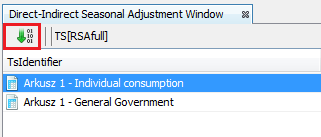 Direct-Indirect Seasonal Adjustment Window
TS[RSAfull]
TsIdentifier
Arkusz 1 - Individual consumption
Arkusz 1 - General Government